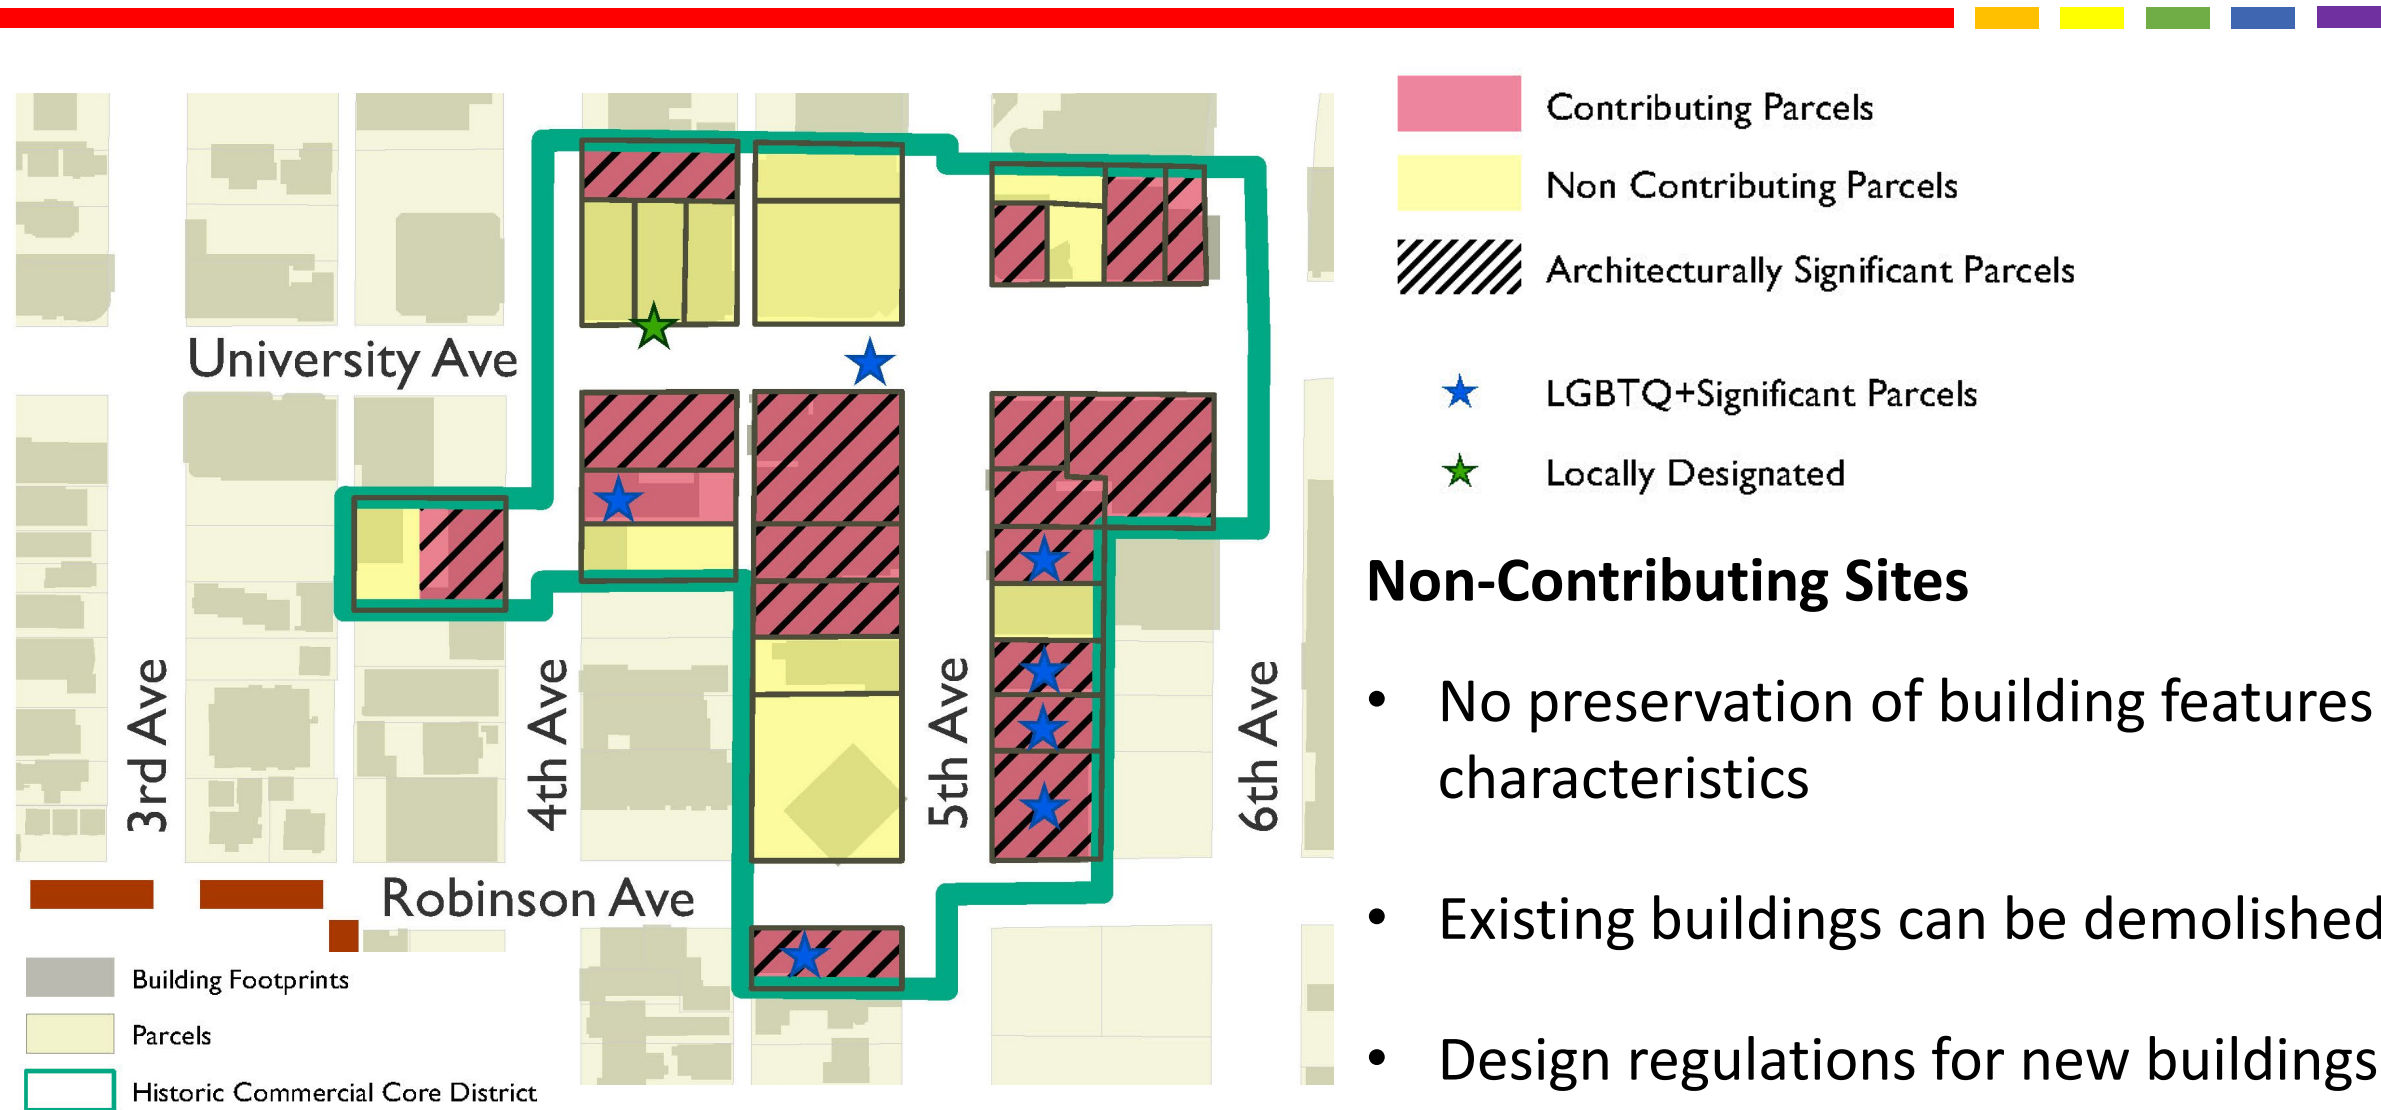 University Ave
3rd Ave
4th Ave
5th Ave
6th Ave
Robinson Ave
Building Footprints
Parcels
Historic Commercial Core District
Contributing Parcels
Non Contributing Parcels
Architecturally Significant Parcels
LGBTQ+Significant Parcels
Locally Designated
Non-Contributing Sites
• No preservation of building features
characteristics
• Existing buildings can be demolished
• Design regulations for new buildings